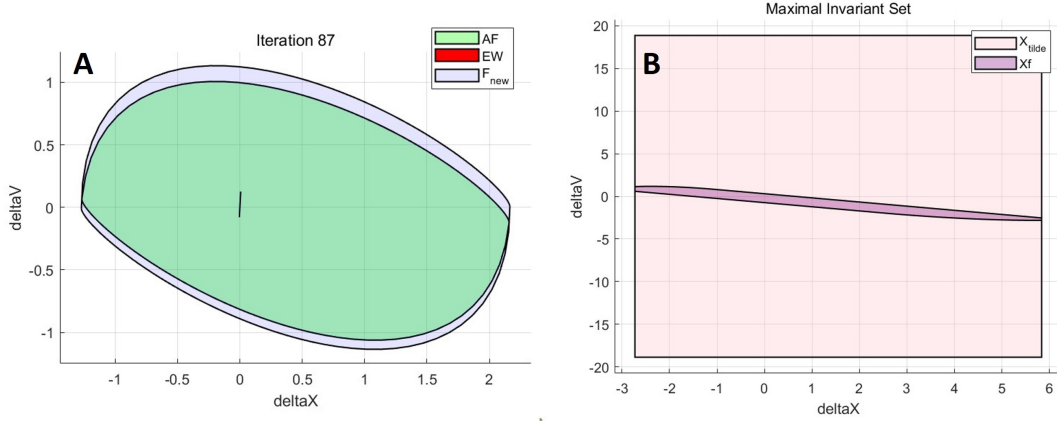 A
Iteration 87
AF
EW
F_new
deltaV
1
0.5
0
-0.5
-1
-1
-0.5
0
0.5
1
1.5
2
deltaX
B
Maximal Invariant Set
X_tilde
Xf
deltaV
20
15
10
5
0
-5
-10
-15
-20
-3
-2
-1
0
1
2
3
4
5
6
deltaX